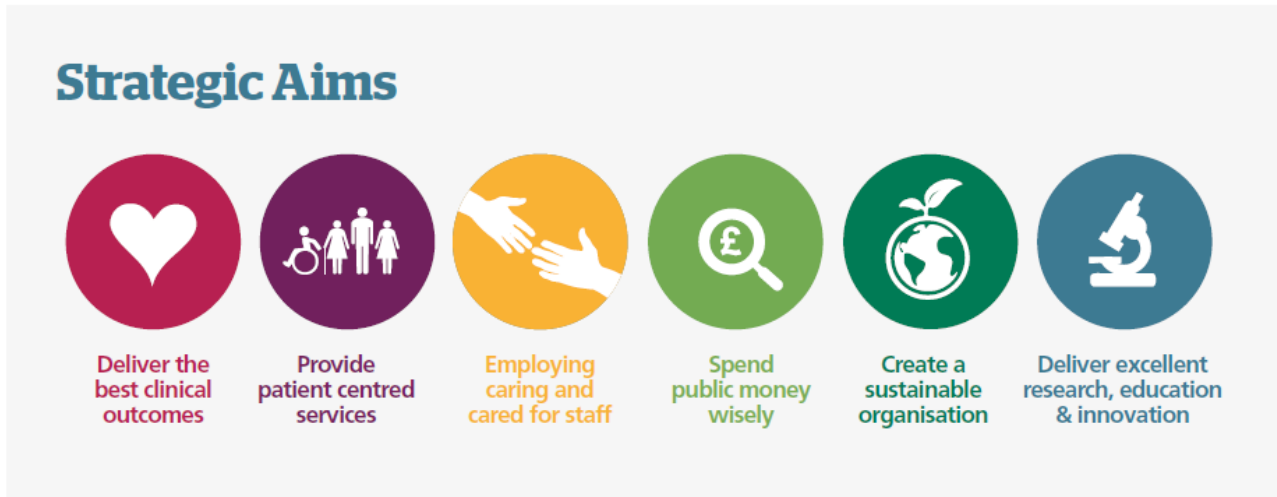 Strategic Aims
£
Deliver the
best clinical
outcomes
Provide
patient centred
services
Employing
caring and
cared for staff
Spend
public money
wisely
Create a
sustainable
organisation
Deliver excellent
research, education
& innovation